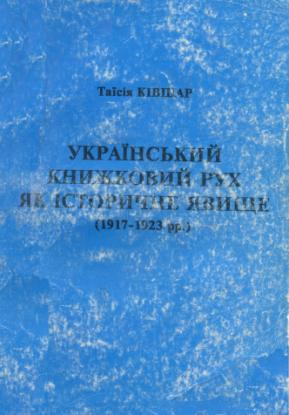 Таїсія КІВШАР
УКРАЇНСЬКИЙ
КНИЖКОВИЙ РУХ
ЯК ІСТОРИЧНЕ ЯВИЩЕ
(1917-1923 рр.)